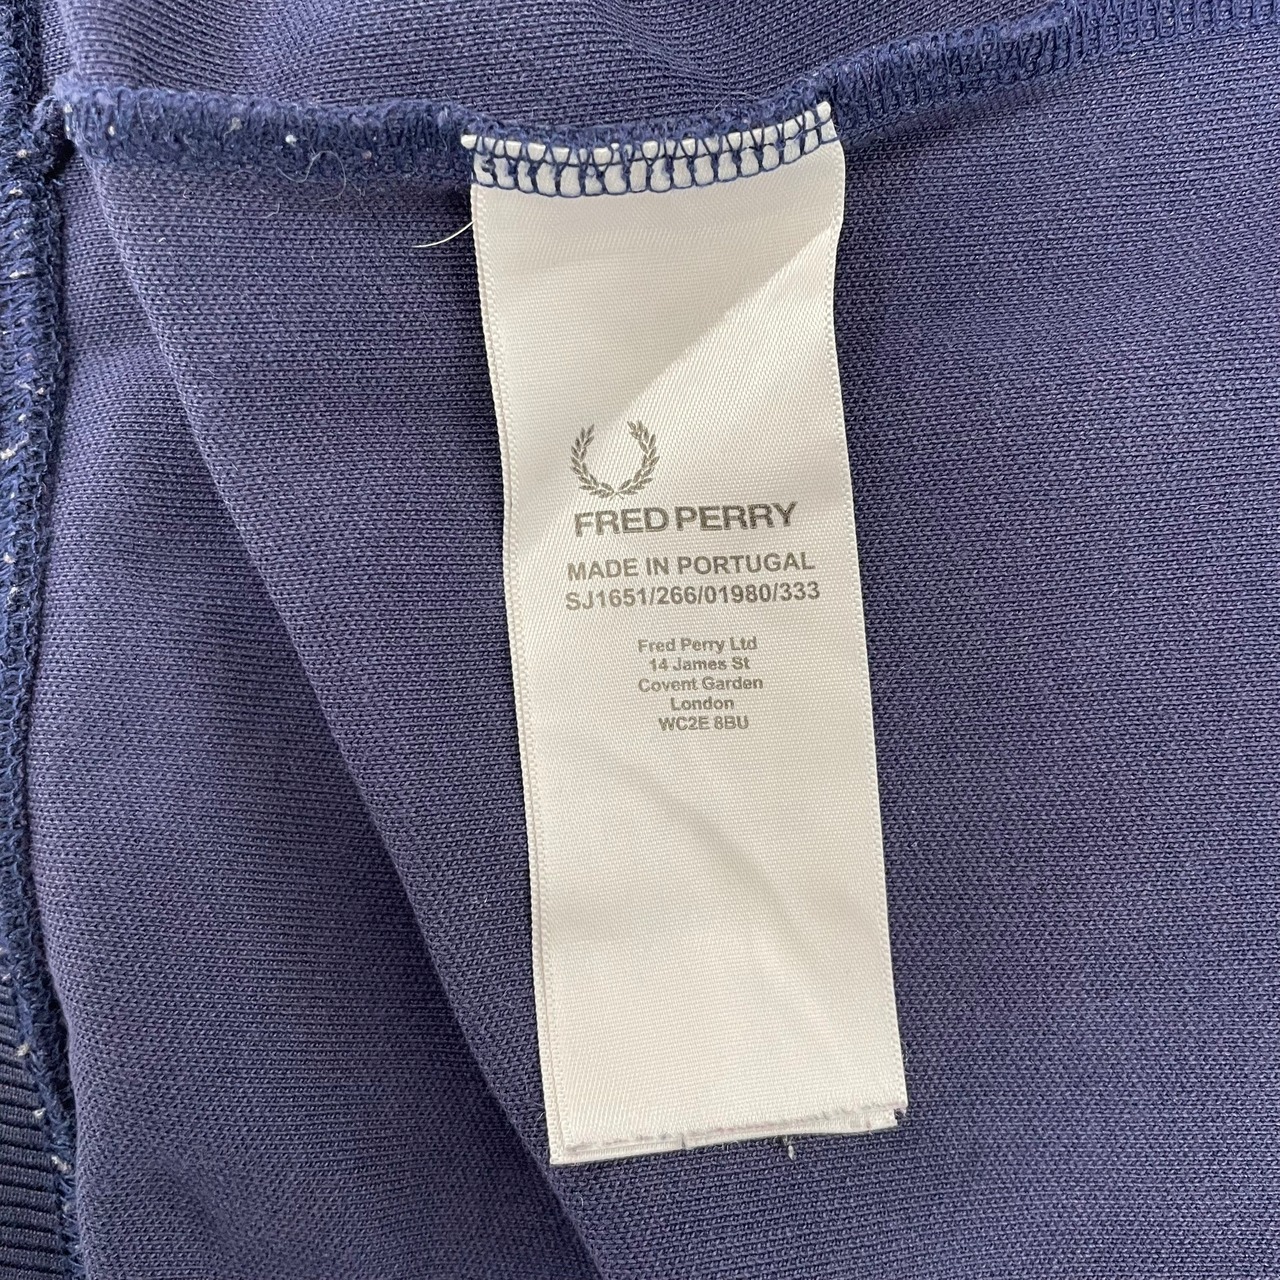 FRED PERRY
MADE IN PORTUGAL
SJ1651/266/01980/333
Fred Perry Ltd
14 James St
Covent Garden
London
WC2E 8BU